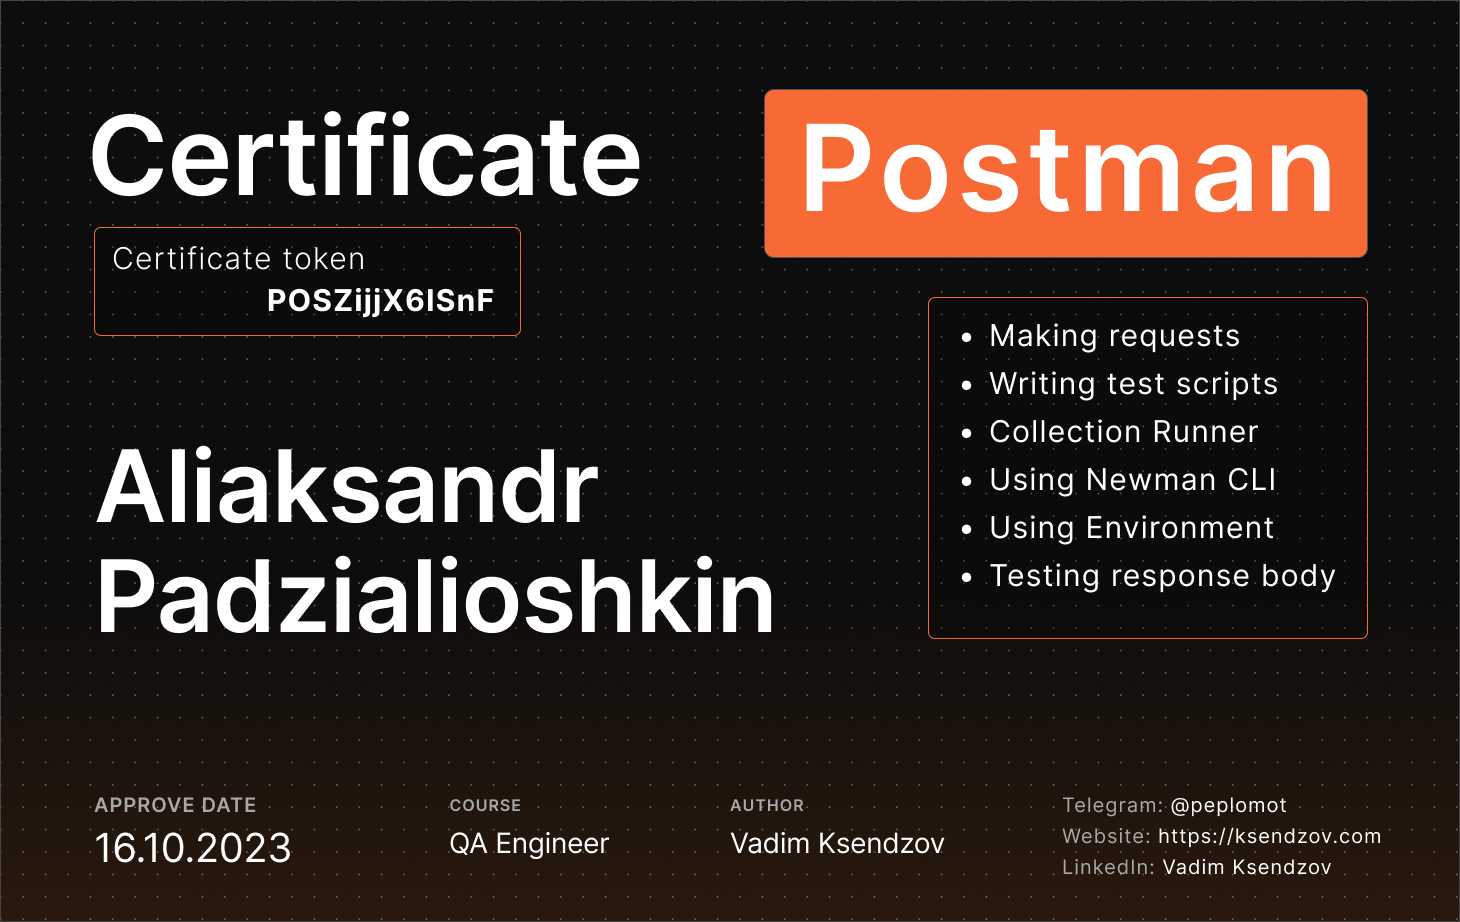 Certificate
Postman
Certificate token
POSZijjX6ISnF
• Making requests
• Writing test scripts
• Collection Runner
• Using Newman CLI
• Using Environment
• Testing response body
Aliaksandr
Padzialioshkin
APPROVE DATE
16.10.2023
COURSE
QA Engineer
AUTHOR
Vadim Ksendzov
Telegram: @peplomot
Website: https://ksendzov.com
LinkedIn: Vadim Ksendzov